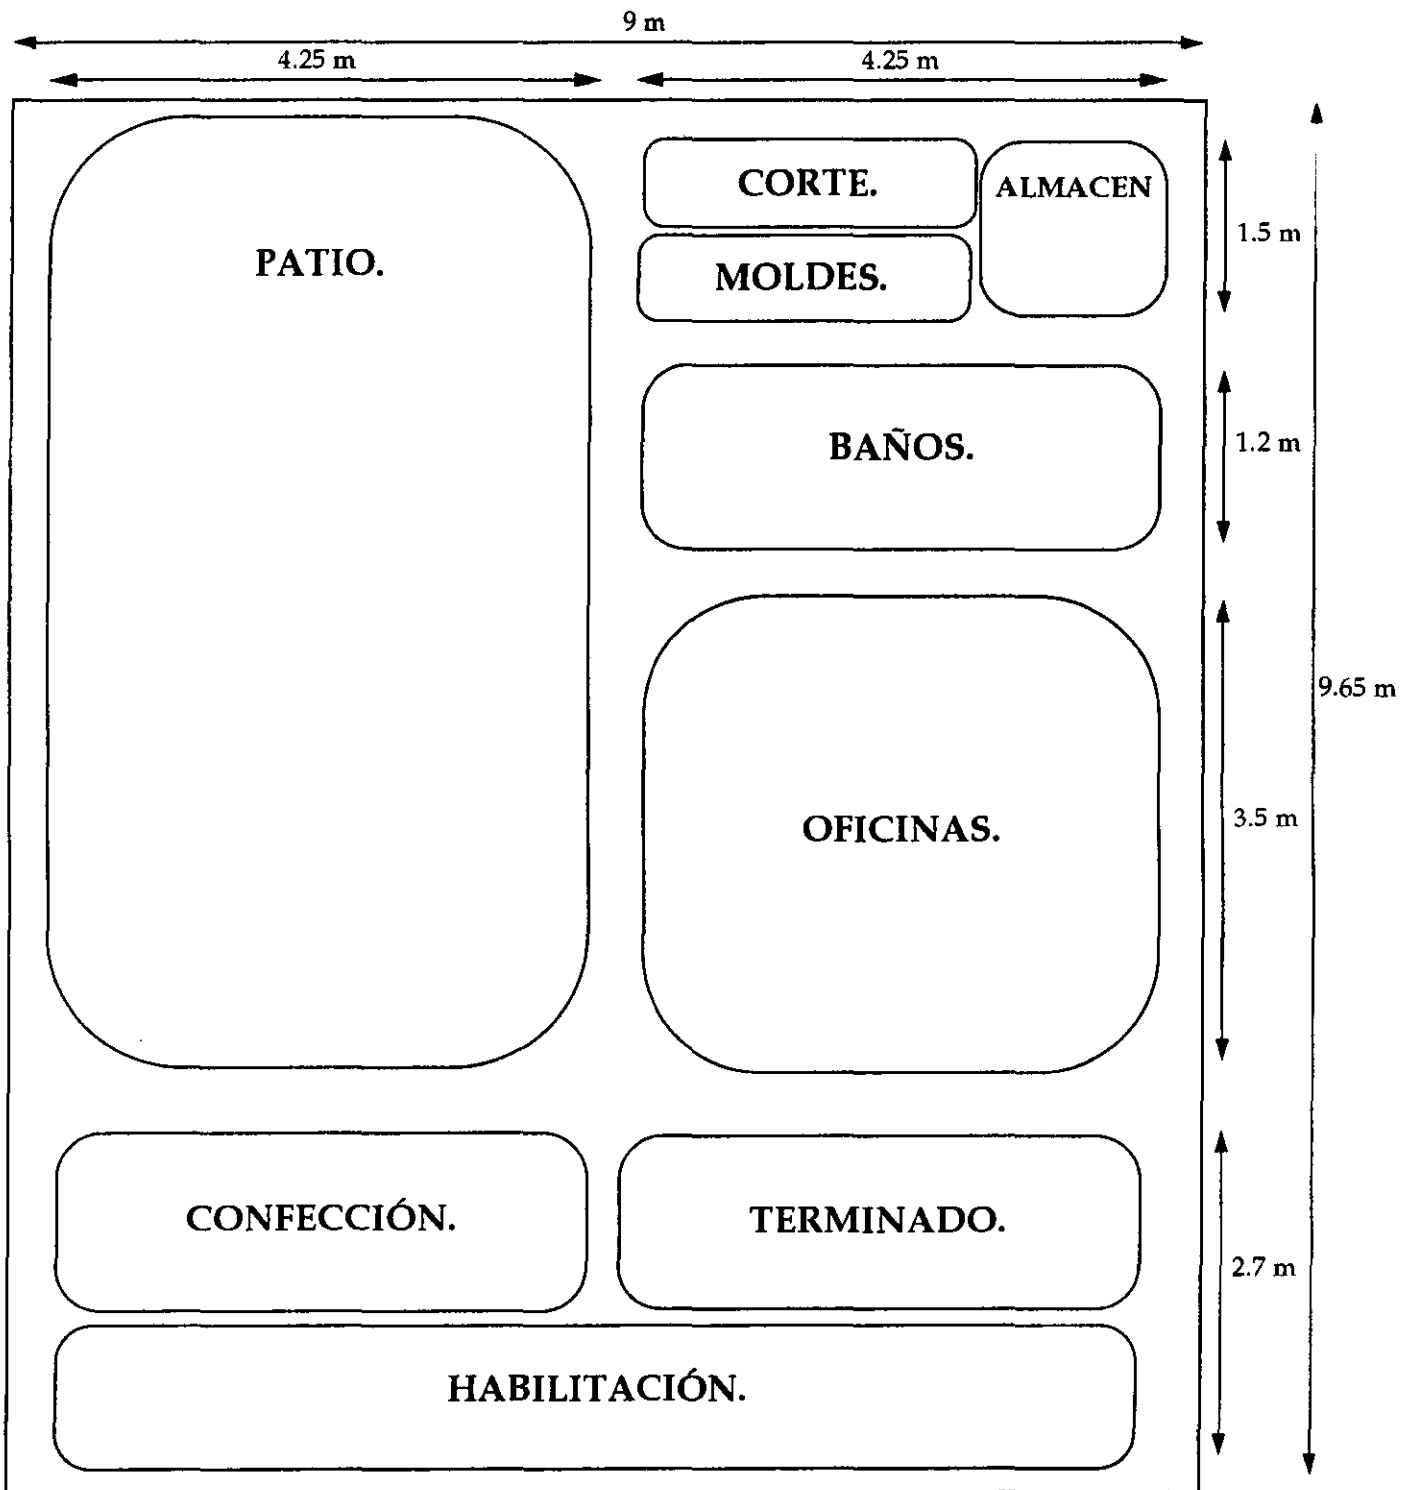 9 m
4.25 m
4.25 m
CORTE.
ALMACEN
1.5 m
PATIO.
MOLDES.
BAÑOS.
1.2 m
9.65 m
OFICINAS.
3.5 m
CONFECCIÓN.
TERMINADO.
2.7 m
HABILITACIÓN.